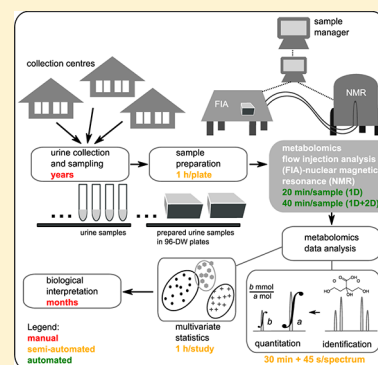 sample
manager
collection centres
FIA
NMR
urine collection
and sampling
years
sample
preparation
1 h/plate
metabolomics
flow injection analysis
(FIA)-nuclear magnetic
resonance (NMR)
20 min/sample (1D)
40 min/sample (1D+2D)
urine samples
prepared urine samples
in 96-DW plates
metabolomics
data analysis
biological
interpretation
months
multivariate
statistics
1 h/study
b mmol
a mol
b
a
quantitation
identification
30 min + 45 s/spectrum
Legend:
manual
semi-automated
automated